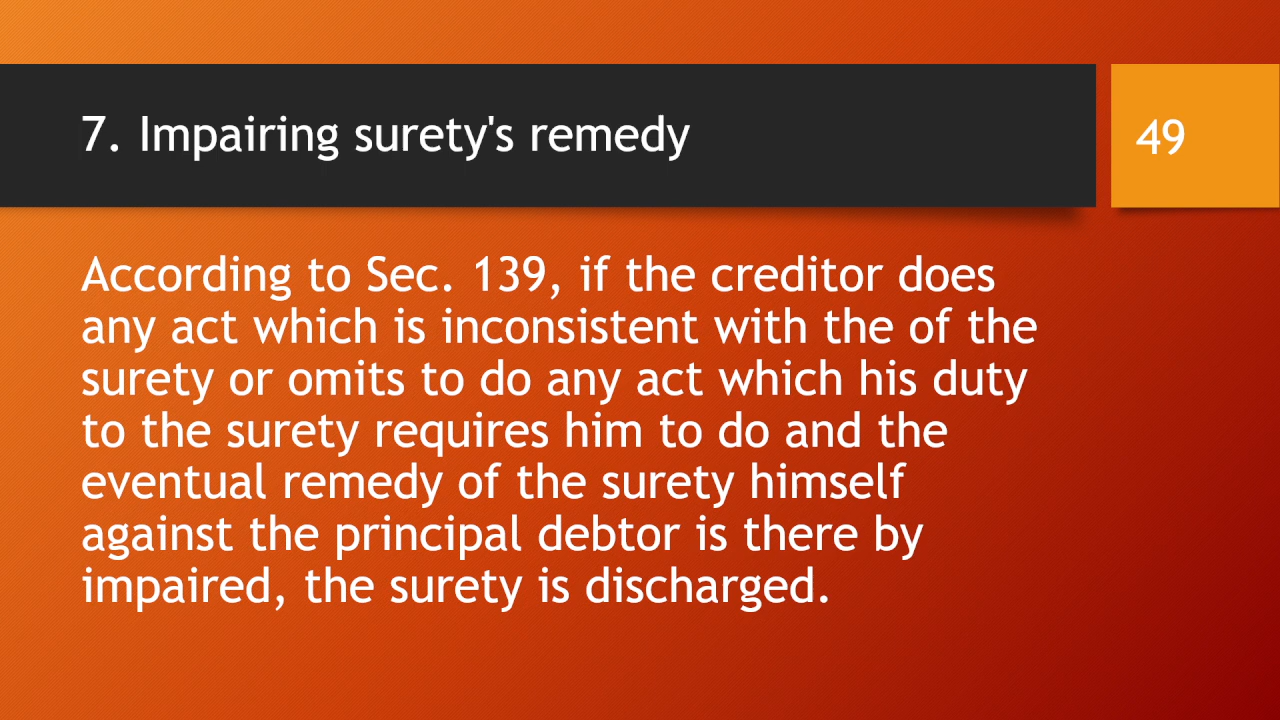 7. Impairing surety's remedy
49
According to Sec. 139, if the creditor does
any act which is inconsistent with the of the
surety or omits to do any act which his duty
to the surety requires him to do and the
eventual remedy of the surety himself
against the principal debtor is there by
impaired, the surety is discharged.